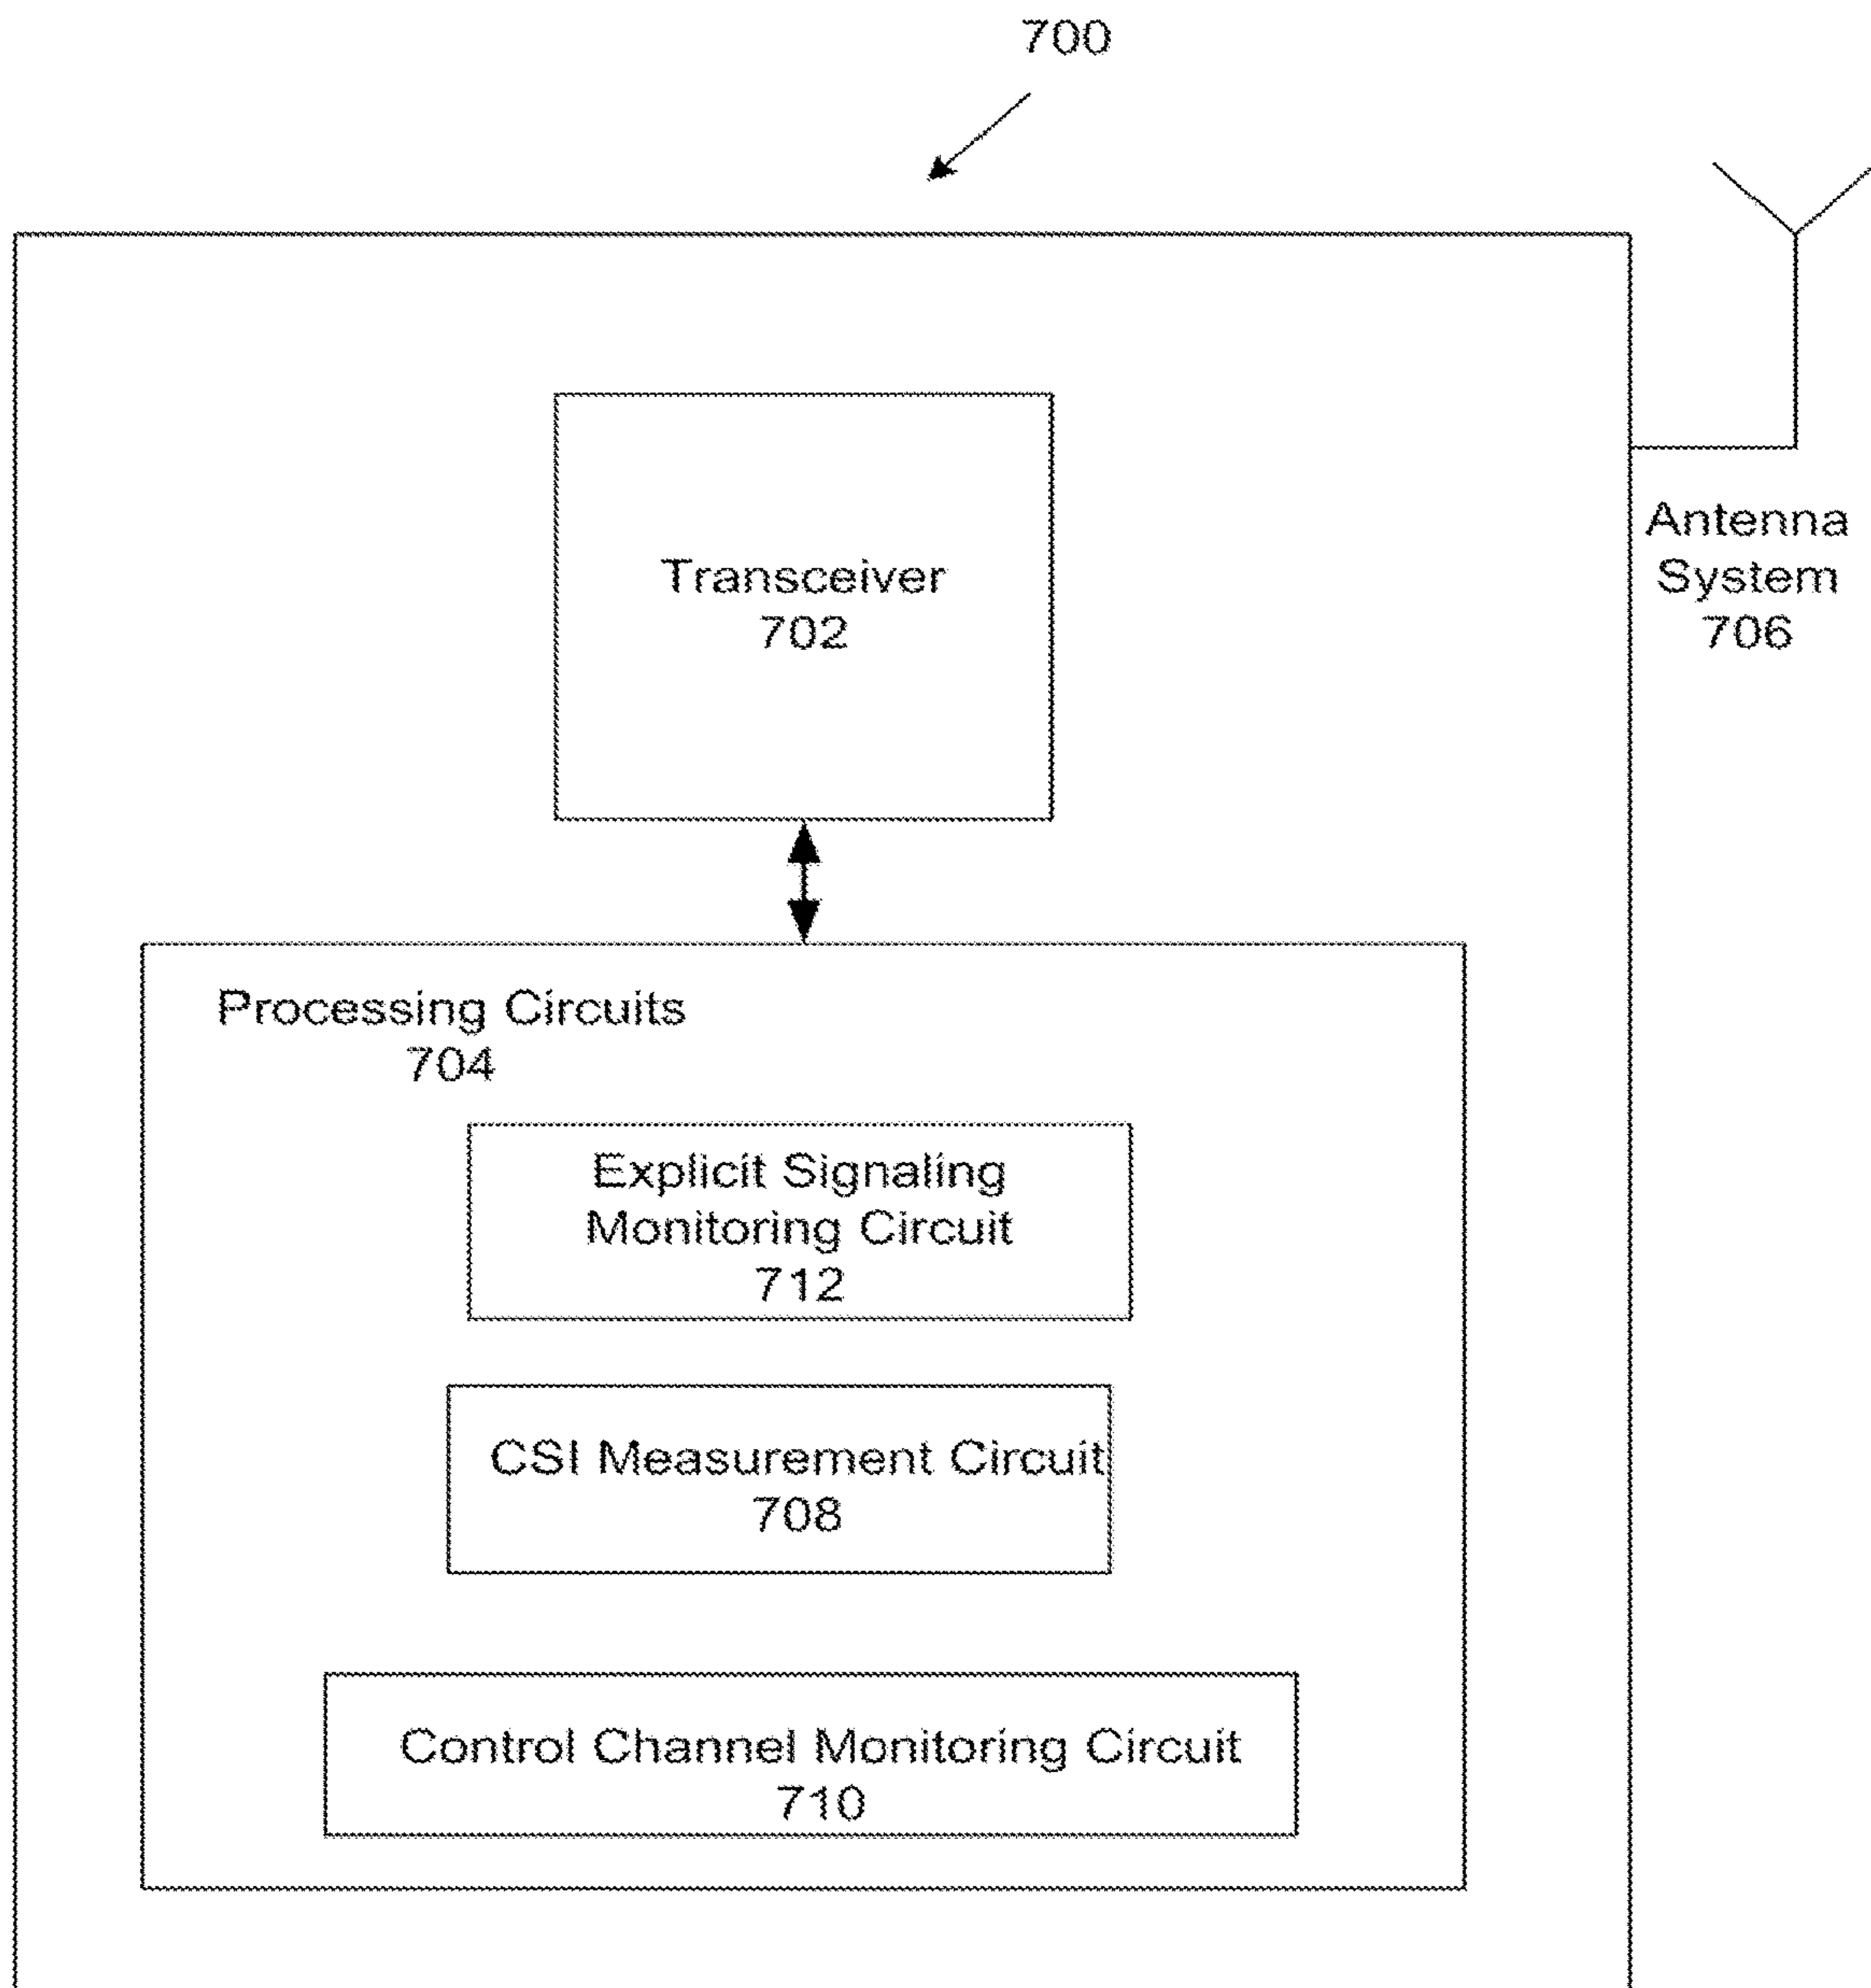 700
Transceiver
702
Antenna
System
706
Processing Circuits
704
Explicit Signaling
Monitoring Circuit
712
CSI Measurement Circuit
708
Control Channel Monitoring Circuit
710